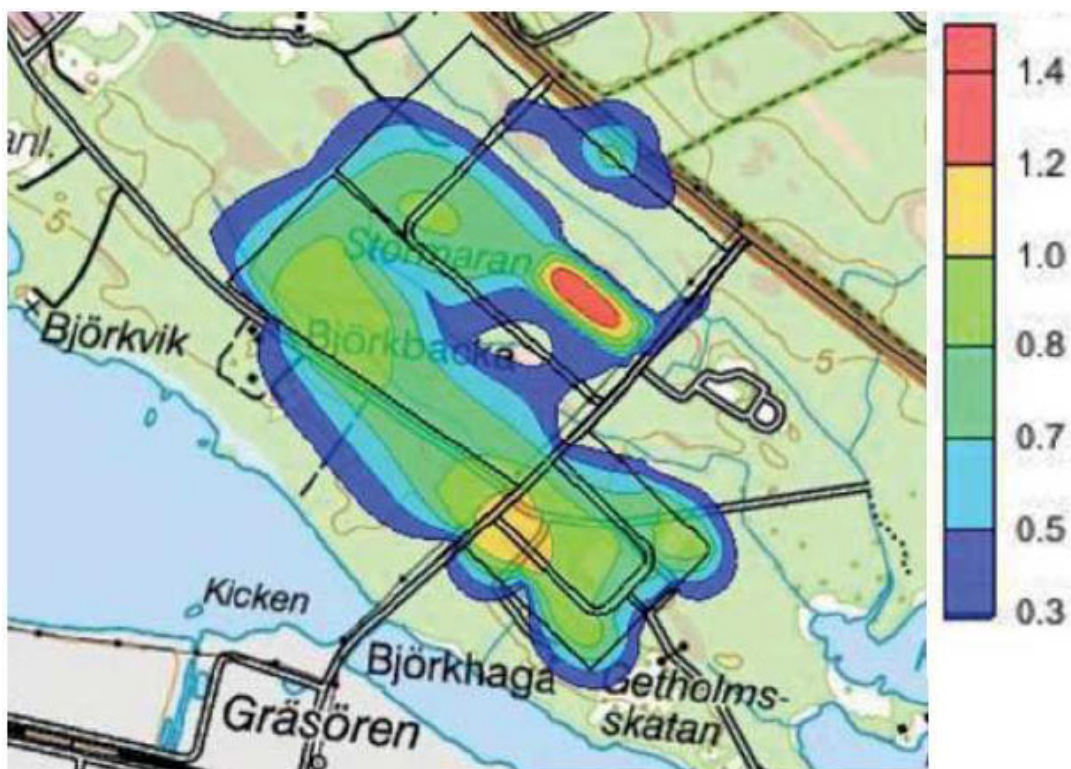 anl.
5
Björkvik
Stormaran
Björkbacka
5
Kicken
Björkhaga
Gräsören
Getholms-
skatan
1.4
1.2
1.0
0.8
0.7
0.5
0.3